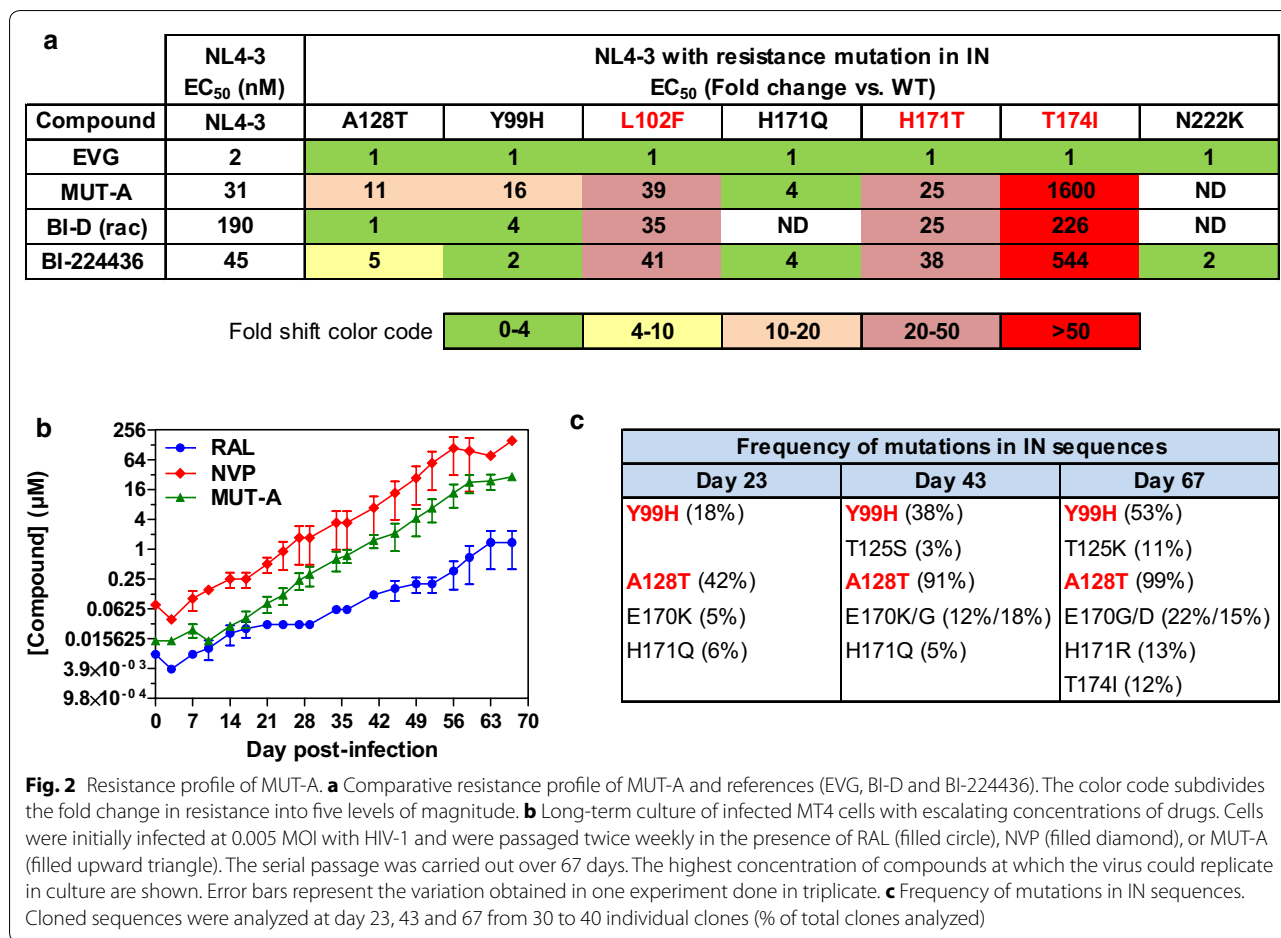 a
NL4-3 EC50 (nM)
NL4-3 with resistance mutation in IN
EC50 (Fold change vs. WT)
Compound NL4-3 A128T Y99H L102F H171Q H171T T174I N222K
EVG 2 1 1 1 1 1 1 1
MUT-A 31 11 16 39 4 25 1600 ND
BI-D (rac) 190 1 4 35 ND 25 226 ND
BI-224436 45 5 2 41 4 38 544 2
Fold shift color code 0-4 4-10 10-20 20-50 >50
b
RAL
NVP
MUT-A
[Compound] (µM)
256
64
16
4
1
0.25
0.0625
0.015625
3.9×10⁻⁰³
9.8×10⁻⁰⁴
0 7 14 21 28 35 42 49 56 63 70
Day post-infection
c
Frequency of mutations in IN sequences
Day 23 Day 43 Day 67
Y99H (18%) Y99H (38%) Y99H (53%)
T125S (3%) T125K (11%)
A128T (42%) A128T (91%) A128T (99%)
E170K (5%) E170K/G (12%/18%) E170G/D (22%/15%)
H171Q (6%) H171Q (5%) H171R (13%)
T174I (12%)
Fig. 2 Resistance profile of MUT-A. a Comparative resistance profile of MUT-A and references (EVG, BI-D and BI-224436). The color code subdivides
the fold change in resistance into five levels of magnitude. b Long-term culture of infected MT4 cells with escalating concentrations of drugs. Cells
were initially infected at 0.005 MOI with HIV-1 and were passaged twice weekly in the presence of RAL (filled circle), NVP (filled diamond), or MUT-A
(filled upward triangle). The serial passage was carried out over 67 days. The highest concentration of compounds at which the virus could replicate
in culture are shown. Error bars represent the variation obtained in one experiment done in triplicate. c Frequency of mutations in IN sequences.
Cloned sequences were analyzed at day 23, 43 and 67 from 30 to 40 individual clones (% of total clones analyzed)